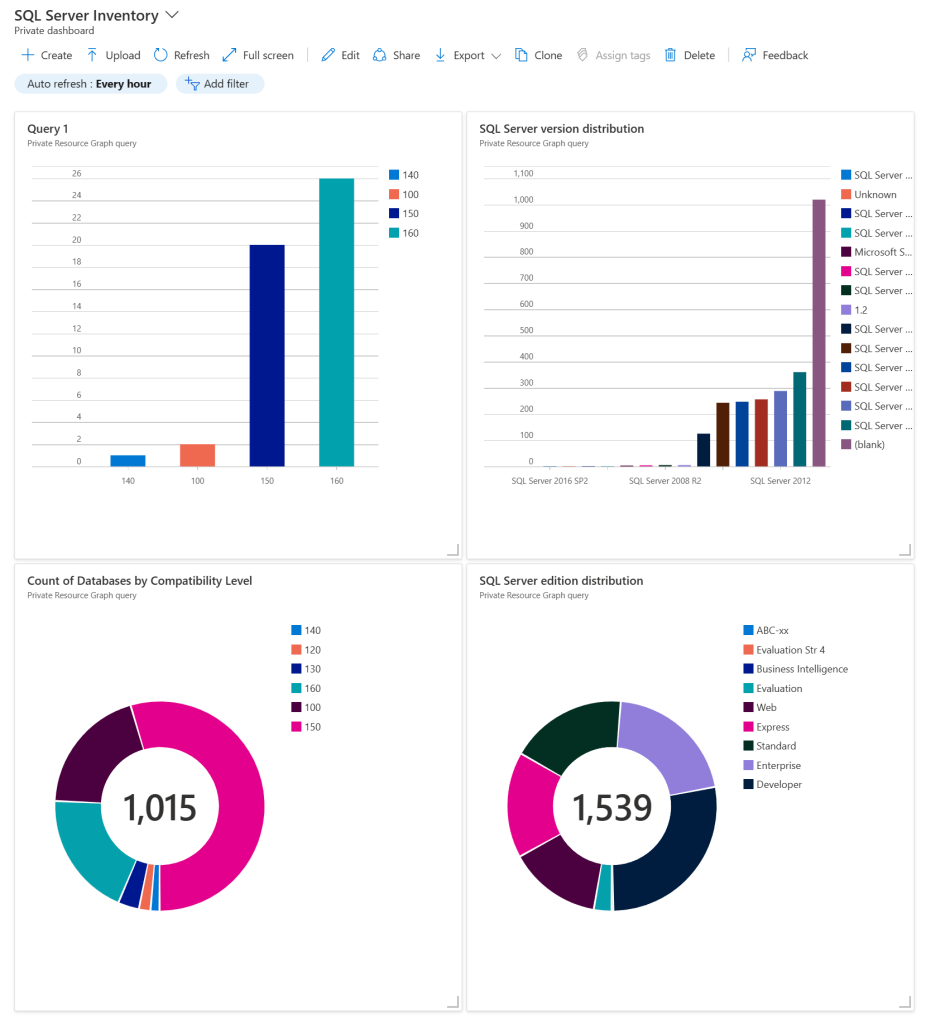 SQL Server Inventory
Private dashboard
Create Upload Refresh Full screen Edit Share Export Clone Assign tags Delete Feedback
Auto refresh : Every hour Add filter
Query 1
Private Resource Graph query
26
24
22
20
18
16
14
12
10
8
6
4
2
0
140 100 150 160
140
100
150
160
SQL Server version distribution
Private Resource Graph query
1,100
1,000
900
800
700
600
500
400
300
200
100
0
SQL Server 2016 SP2 SQL Server 2008 R2 SQL Server 2012
SQL Server ...
Unknown
SQL Server ...
SQL Server ...
Microsoft S...
SQL Server ...
SQL Server ...
1.2
SQL Server ...
SQL Server ...
SQL Server ...
SQL Server ...
SQL Server ...
SQL Server ...
(blank)
Count of Databases by Compatibility Level
Private Resource Graph query
140
120
130
160
100
150
1,015
SQL Server edition distribution
Private Resource Graph query
ABC-xx
Evaluation Str 4
Business Intelligence
Evaluation
Web
Express
Standard
Enterprise
Developer
1,539